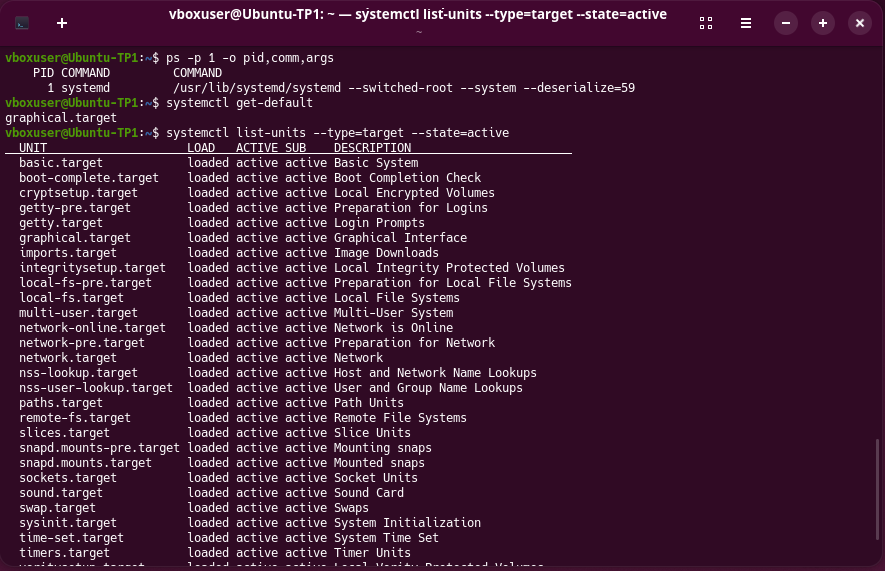 vboxuser@Ubuntu-TP1: ~ — systemctl list-units --type=target --state=active
~
vboxuser@Ubuntu-TP1:~$ ps -p 1 -o pid,comm,args
    PID COMMAND         COMMAND
      1 systemd         /usr/lib/systemd/systemd --switched-root --system --deserialize=59
vboxuser@Ubuntu-TP1:~$ systemctl get-default
graphical.target
vboxuser@Ubuntu-TP1:~$ systemctl list-units --type=target --state=active
  UNIT                    LOAD   ACTIVE SUB    DESCRIPTION
  basic.target            loaded active active Basic System
  boot-complete.target    loaded active active Boot Completion Check
  cryptsetup.target       loaded active active Local Encrypted Volumes
  getty-pre.target        loaded active active Preparation for Logins
  getty.target            loaded active active Login Prompts
  graphical.target        loaded active active Graphical Interface
  imports.target          loaded active active Image Downloads
  integritysetup.target   loaded active active Local Integrity Protected Volumes
  local-fs-pre.target     loaded active active Preparation for Local File Systems
  local-fs.target         loaded active active Local File Systems
  multi-user.target       loaded active active Multi-User System
  network-online.target   loaded active active Network is Online
  network-pre.target      loaded active active Preparation for Network
  network.target          loaded active active Network
  nss-lookup.target       loaded active active Host and Network Name Lookups
  nss-user-lookup.target  loaded active active User and Group Name Lookups
  paths.target            loaded active active Path Units
  remote-fs.target        loaded active active Remote File Systems
  slices.target           loaded active active Slice Units
  snapd.mounts-pre.target loaded active active Mounting snaps
  snapd.mounts.target     loaded active active Mounted snaps
  sockets.target          loaded active active Socket Units
  sound.target            loaded active active Sound Card
  swap.target             loaded active active Swaps
  sysinit.target          loaded active active System Initialization
  time-set.target         loaded active active System Time Set
  timers.target           loaded active active Timer Units
  veritysetup.target      loaded active active Local Verity Protected Volumes